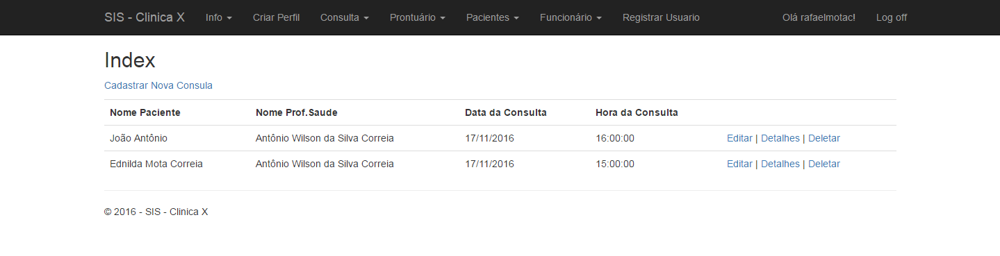 SIS - Clinica X Info Criar Perfil Consulta Prontuário Pacientes Funcionário Registrar Usuario Olá rafaelmotac! Log off
Index
Cadastrar Nova Consula
Nome Paciente Nome Prof.Saude Data da Consulta Hora da Consulta
João Antônio Antônio Wilson da Silva Correia 17/11/2016 16:00:00 Editar | Detalhes | Deletar
Ednilda Mota Correia Antônio Wilson da Silva Correia 17/11/2016 15:00:00 Editar | Detalhes | Deletar
© 2016 - SIS - Clinica X